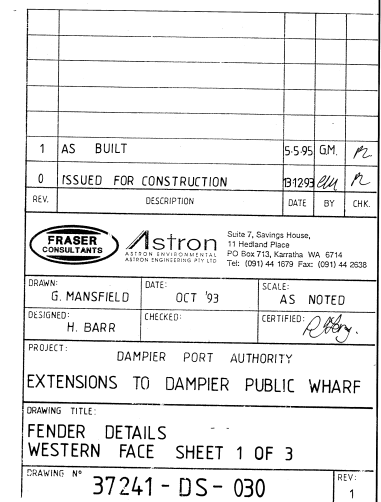 1 AS BUILT 5·5·95 G.M.
0 ISSUED FOR CONSTRUCTION 13·12·93
REV. DESCRIPTION DATE BY CHK.
FRASER
CONSULTANTS
Astron
ASTRON ENVIRONMENTAL
ASTRON ENGINEERING PTY LTD
Suite 7, Savings House,
11 Hedland Place
PO Box 713, Karratha WA 6714
Tel: (091) 44 1679 Fax: (091) 44 2638
DRAWN: DATE: SCALE:
G. MANSFIELD OCT '93 AS NOTED
DESIGNED: CHECKED: CERTIFIED:
H. BARR
PROJECT:
DAMPIER PORT AUTHORITY
EXTENSIONS TO DAMPIER PUBLIC WHARF
DRAWING TITLE:
FENDER DETAILS
WESTERN FACE SHEET 1 OF 3
DRAWING Nº REV:
37241-DS-030 1